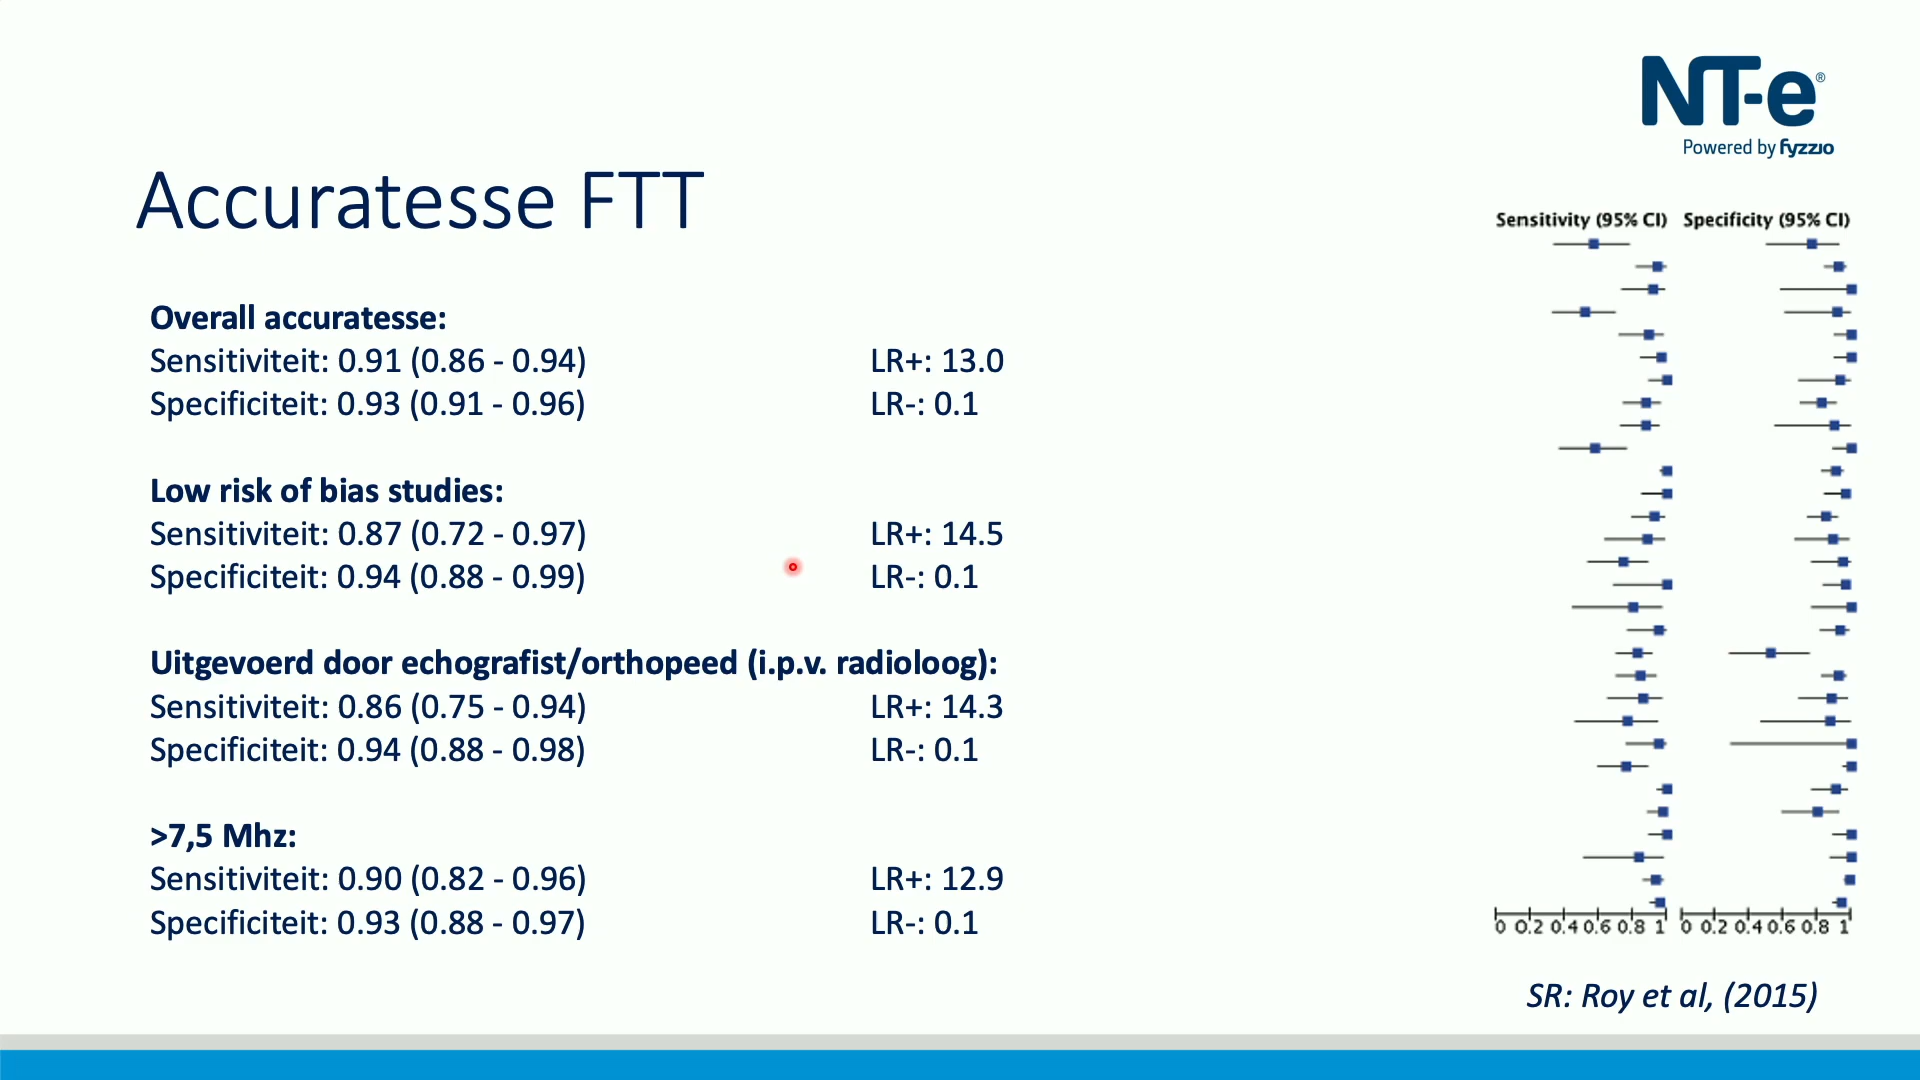 NT-e®
Powered by fyzzio
Accuratesse FTT
Overall accuratesse:
Sensitiviteit: 0.91 (0.86 - 0.94) LR+: 13.0
Specificiteit: 0.93 (0.91 - 0.96) LR-: 0.1
Low risk of bias studies:
Sensitiviteit: 0.87 (0.72 - 0.97) LR+: 14.5
Specificiteit: 0.94 (0.88 - 0.99) LR-: 0.1
Uitgevoerd door echografist/orthopeed (i.p.v. radioloog):
Sensitiviteit: 0.86 (0.75 - 0.94) LR+: 14.3
Specificiteit: 0.94 (0.88 - 0.98) LR-: 0.1
>7,5 Mhz:
Sensitiviteit: 0.90 (0.82 - 0.96) LR+: 12.9
Specificiteit: 0.93 (0.88 - 0.97) LR-: 0.1
Sensitivity (95% CI) Specificity (95% CI)
0 0.2 0.4 0.6 0.8 1 0 0.2 0.4 0.6 0.8 1
SR: Roy et al, (2015)